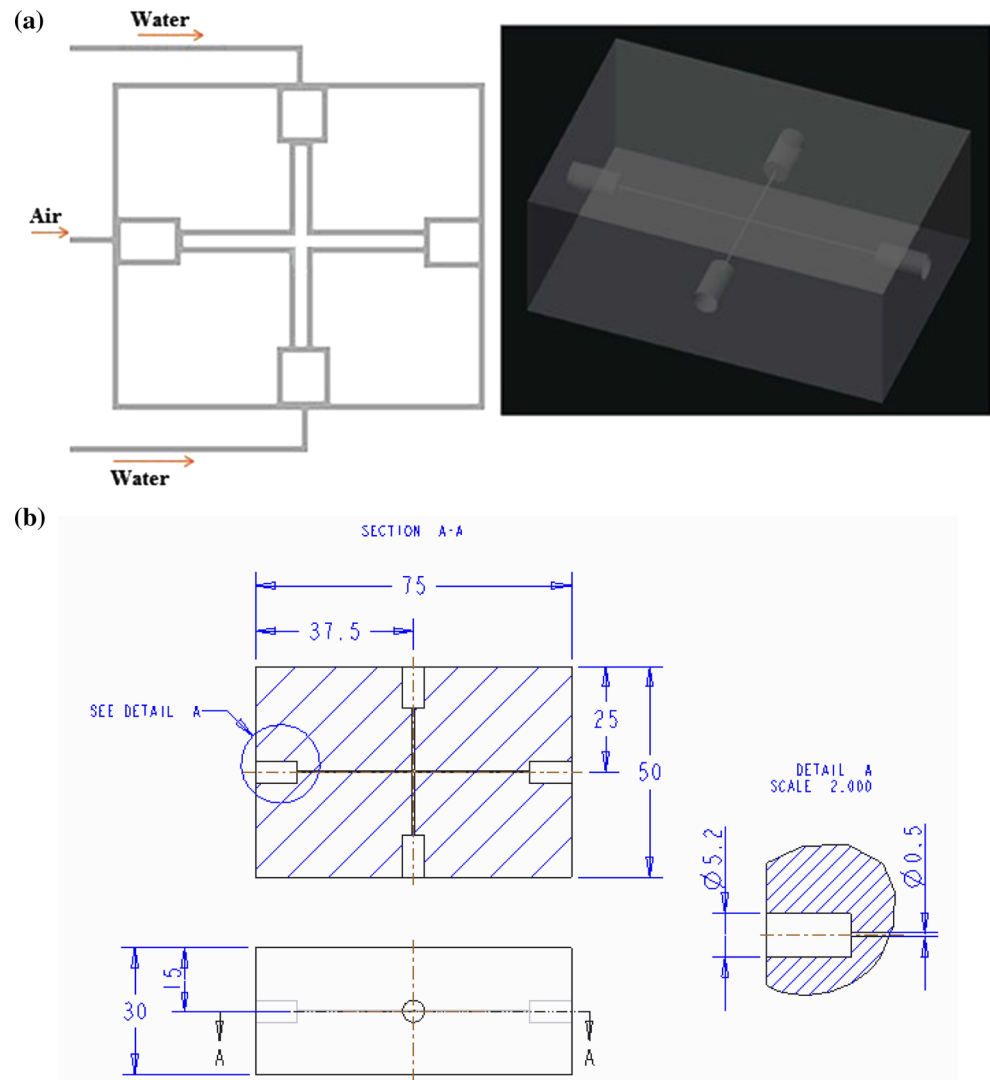 (a)
Water
Air
Water
(b)
SECTION A-A
75
37.5
SEE DETAIL A
25
50
DETAIL A
SCALE 2.000
Ø5.2
Ø0.5
15
30
A
A